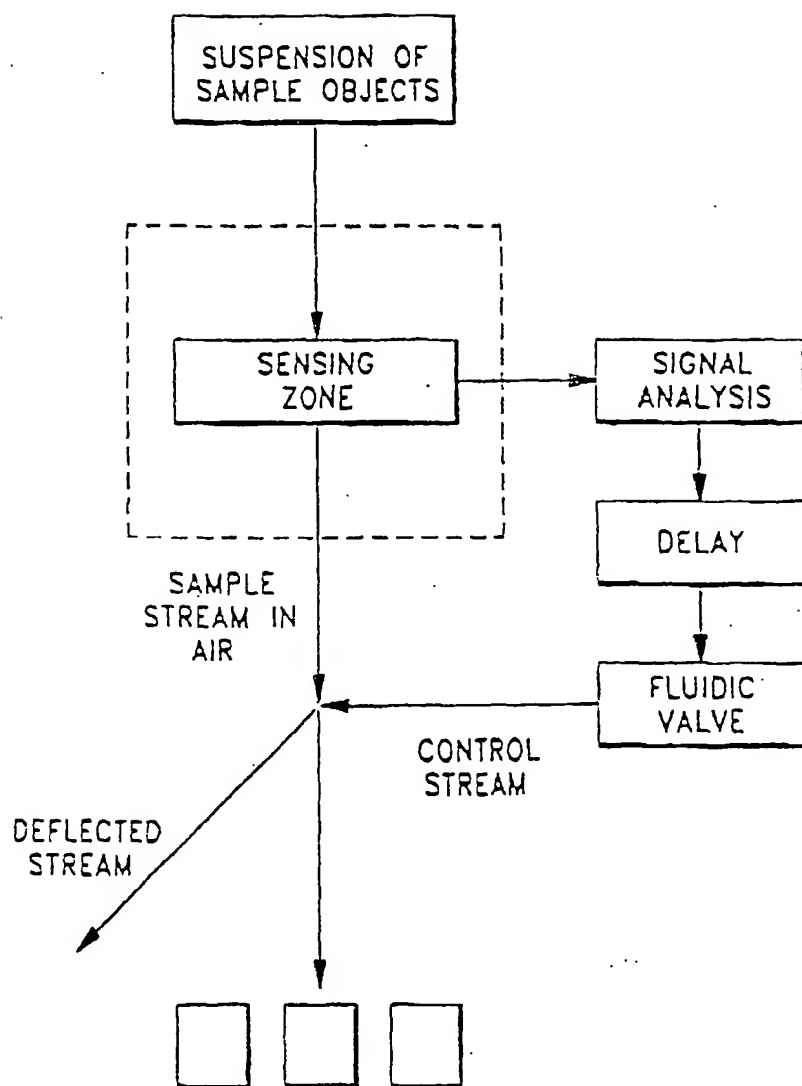 SUSPENSION OF
SAMPLE OBJECTS
SENSING
ZONE
SIGNAL
ANALYSIS
DELAY
SAMPLE
STREAM IN
AIR
FLUIDIC
VALVE
CONTROL
STREAM
DEFLECTED
STREAM